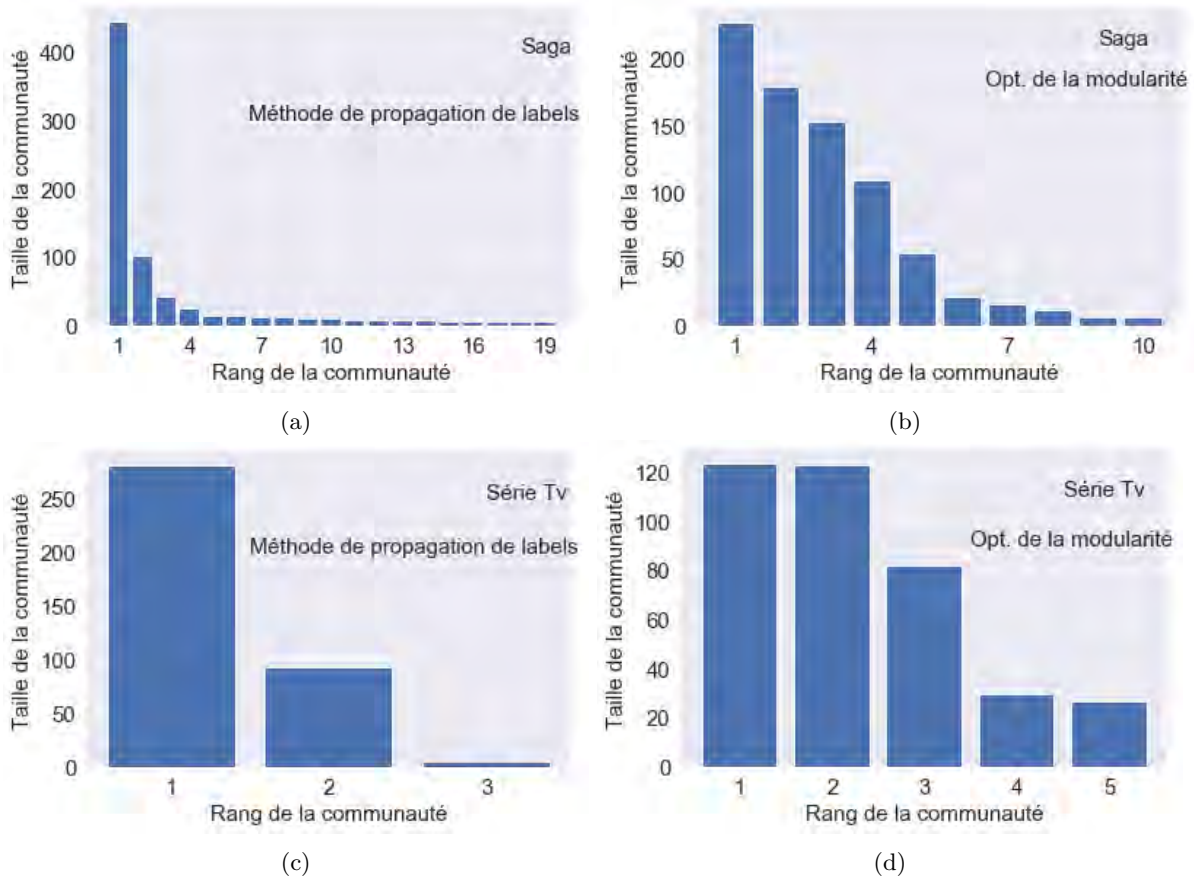 Taille de la communauté
400
300
200
100
0
Saga
Méthode de propagation de labels
1 4 7 10 13 16 19
Rang de la communauté
(a)
Taille de la communauté
200
150
100
50
0
Saga
Opt. de la modularité
1 4 7 10
Rang de la communauté
(b)
Taille de la communauté
250
200
150
100
50
0
Série Tv
Méthode de propagation de labels
1 2 3
Rang de la communauté
(c)
Taille de la communauté
120
100
80
60
40
20
0
Série Tv
Opt. de la modularité
1 2 3 4 5
Rang de la communauté
(d)